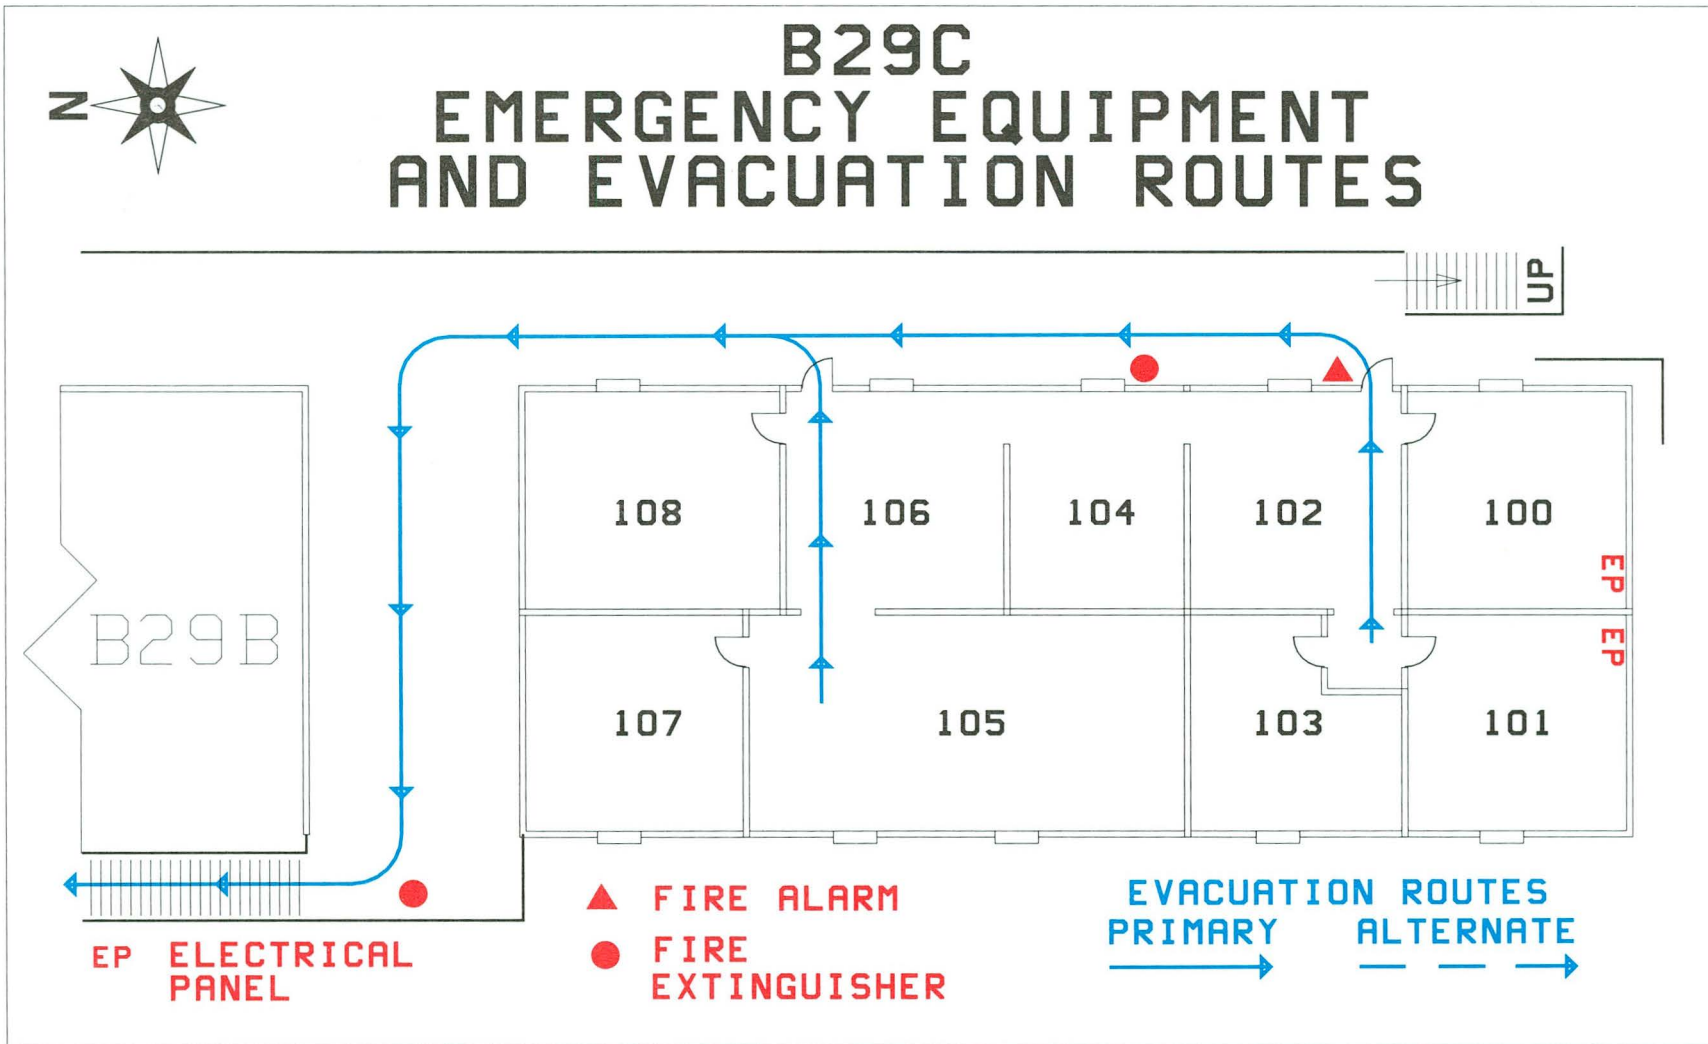 B29C
EMERGENCY EQUIPMENT
AND EVACUATION ROUTES
N
UP
108
106
104
102
100
EP
B29B
EP
107
105
103
101
FIRE ALARM
FIRE
EXTINGUISHER
EP ELECTRICAL
PANEL
EVACUATION ROUTES
PRIMARY ALTERNATE